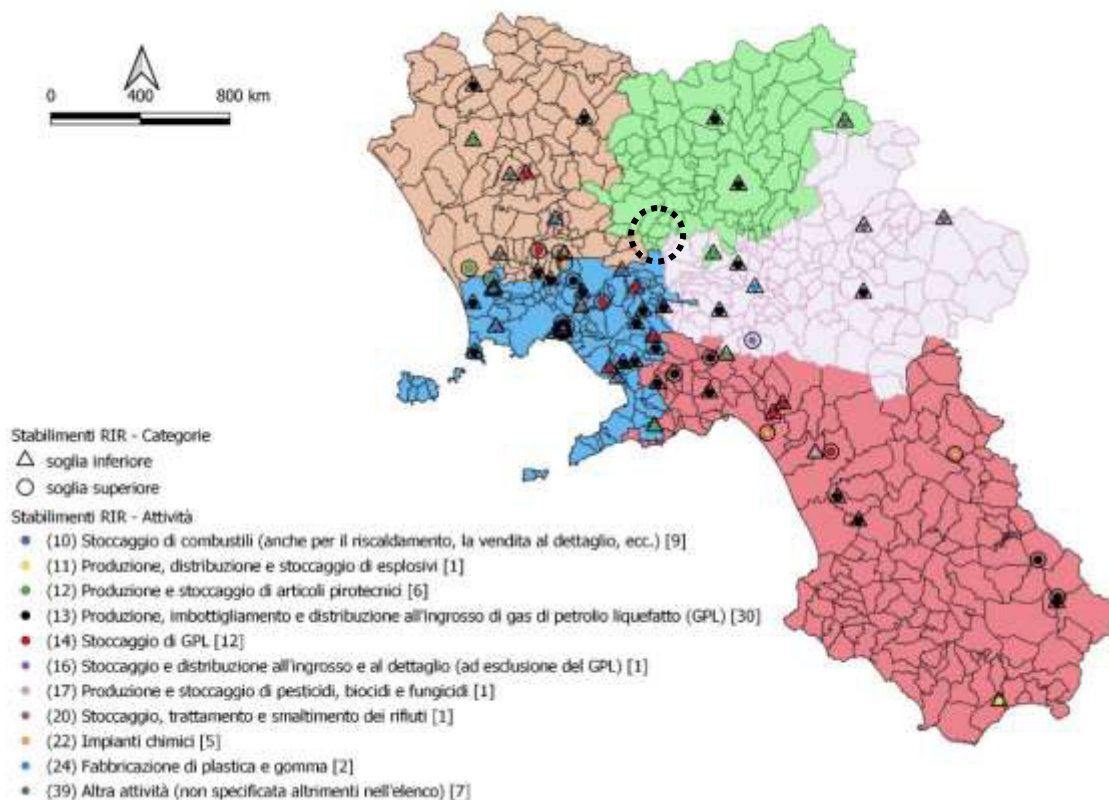 0 400 800 km
Stabilimenti RIR - Categorie
soglia inferiore
soglia superiore
Stabilimenti RIR - Attività
(10) Stoccaggio di combustili (anche per il riscaldamento, la vendita al dettaglio, ecc.) [9]
(11) Produzione, distribuzione e stoccaggio di esplosivi [1]
(12) Produzione e stoccaggio di articoli pirotecnici [6]
(13) Produzione, imbottigliamento e distribuzione all'ingrosso di gas di petrolio liquefatto (GPL) [30]
(14) Stoccaggio di GPL [12]
(16) Stoccaggio e distribuzione all'ingrosso e al dettaglio (ad esclusione del GPL) [1]
(17) Produzione e stoccaggio di pesticidi, biocidi e fungicidi [1]
(20) Stoccaggio, trattamento e smaltimento dei rifiuti [1]
(22) Impianti chimici [5]
(24) Fabbricazione di plastica e gomma [2]
(39) Altra attività (non specificata altrimenti nell'elenco) [7]